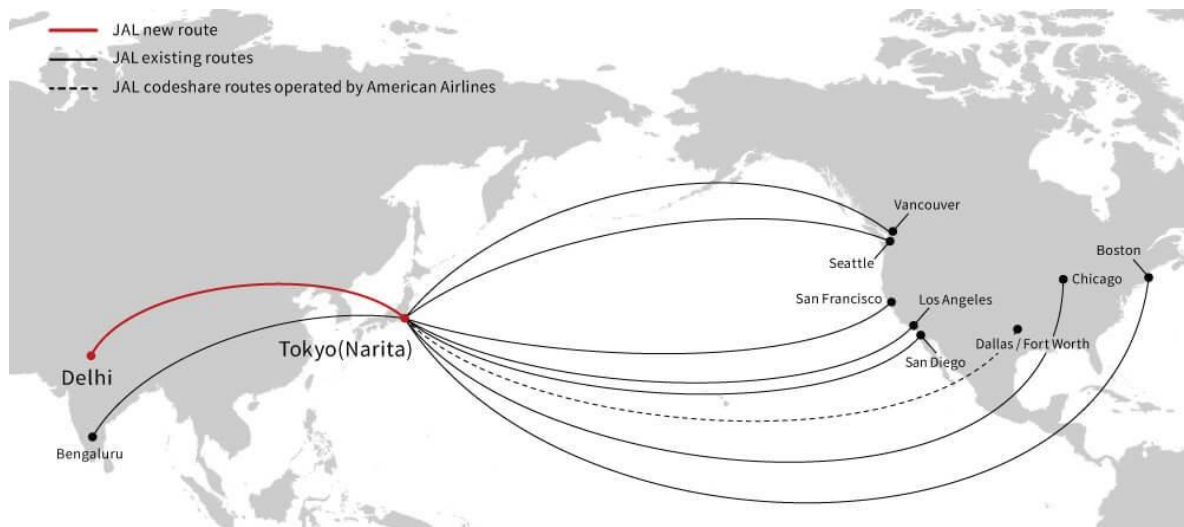 JAL new route
JAL existing routes
JAL codeshare routes operated by American Airlines
Vancouver
Seattle
Boston
Chicago
San Francisco
Los Angeles
Tokyo(Narita)
Dallas / Fort Worth
San Diego
Delhi
Bengaluru